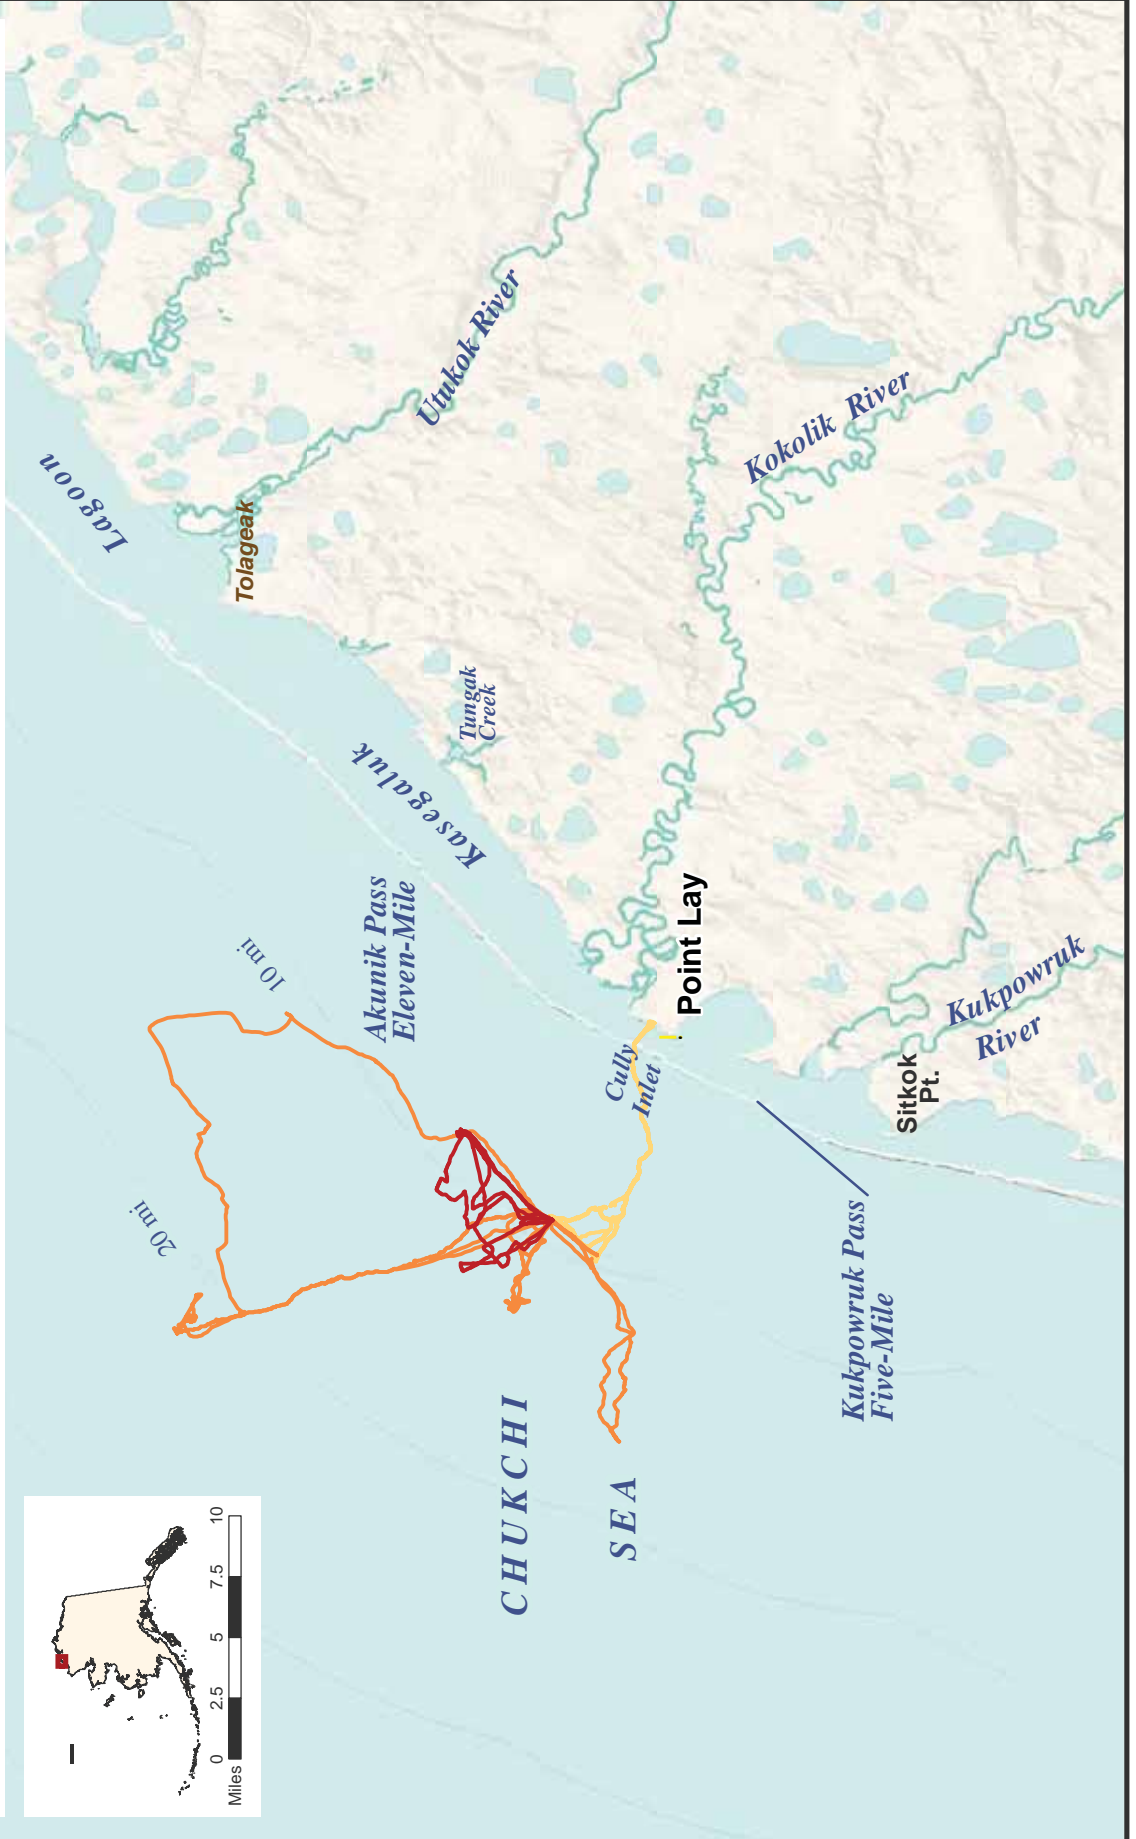 Lagoon
Tolageak
Utukok River
Tungak
Creek
Kasegaluk
Kokolik River
10 mi
Akunik Pass
Eleven-Mile
20 mi
Point Lay
Cully
Inlet
Kukpowruk
River
Sitkok
Pt.
Kukpowruk Pass
Five-Mile
CHUKCHI
SEA
0 2.5 5 7.5 10
Miles